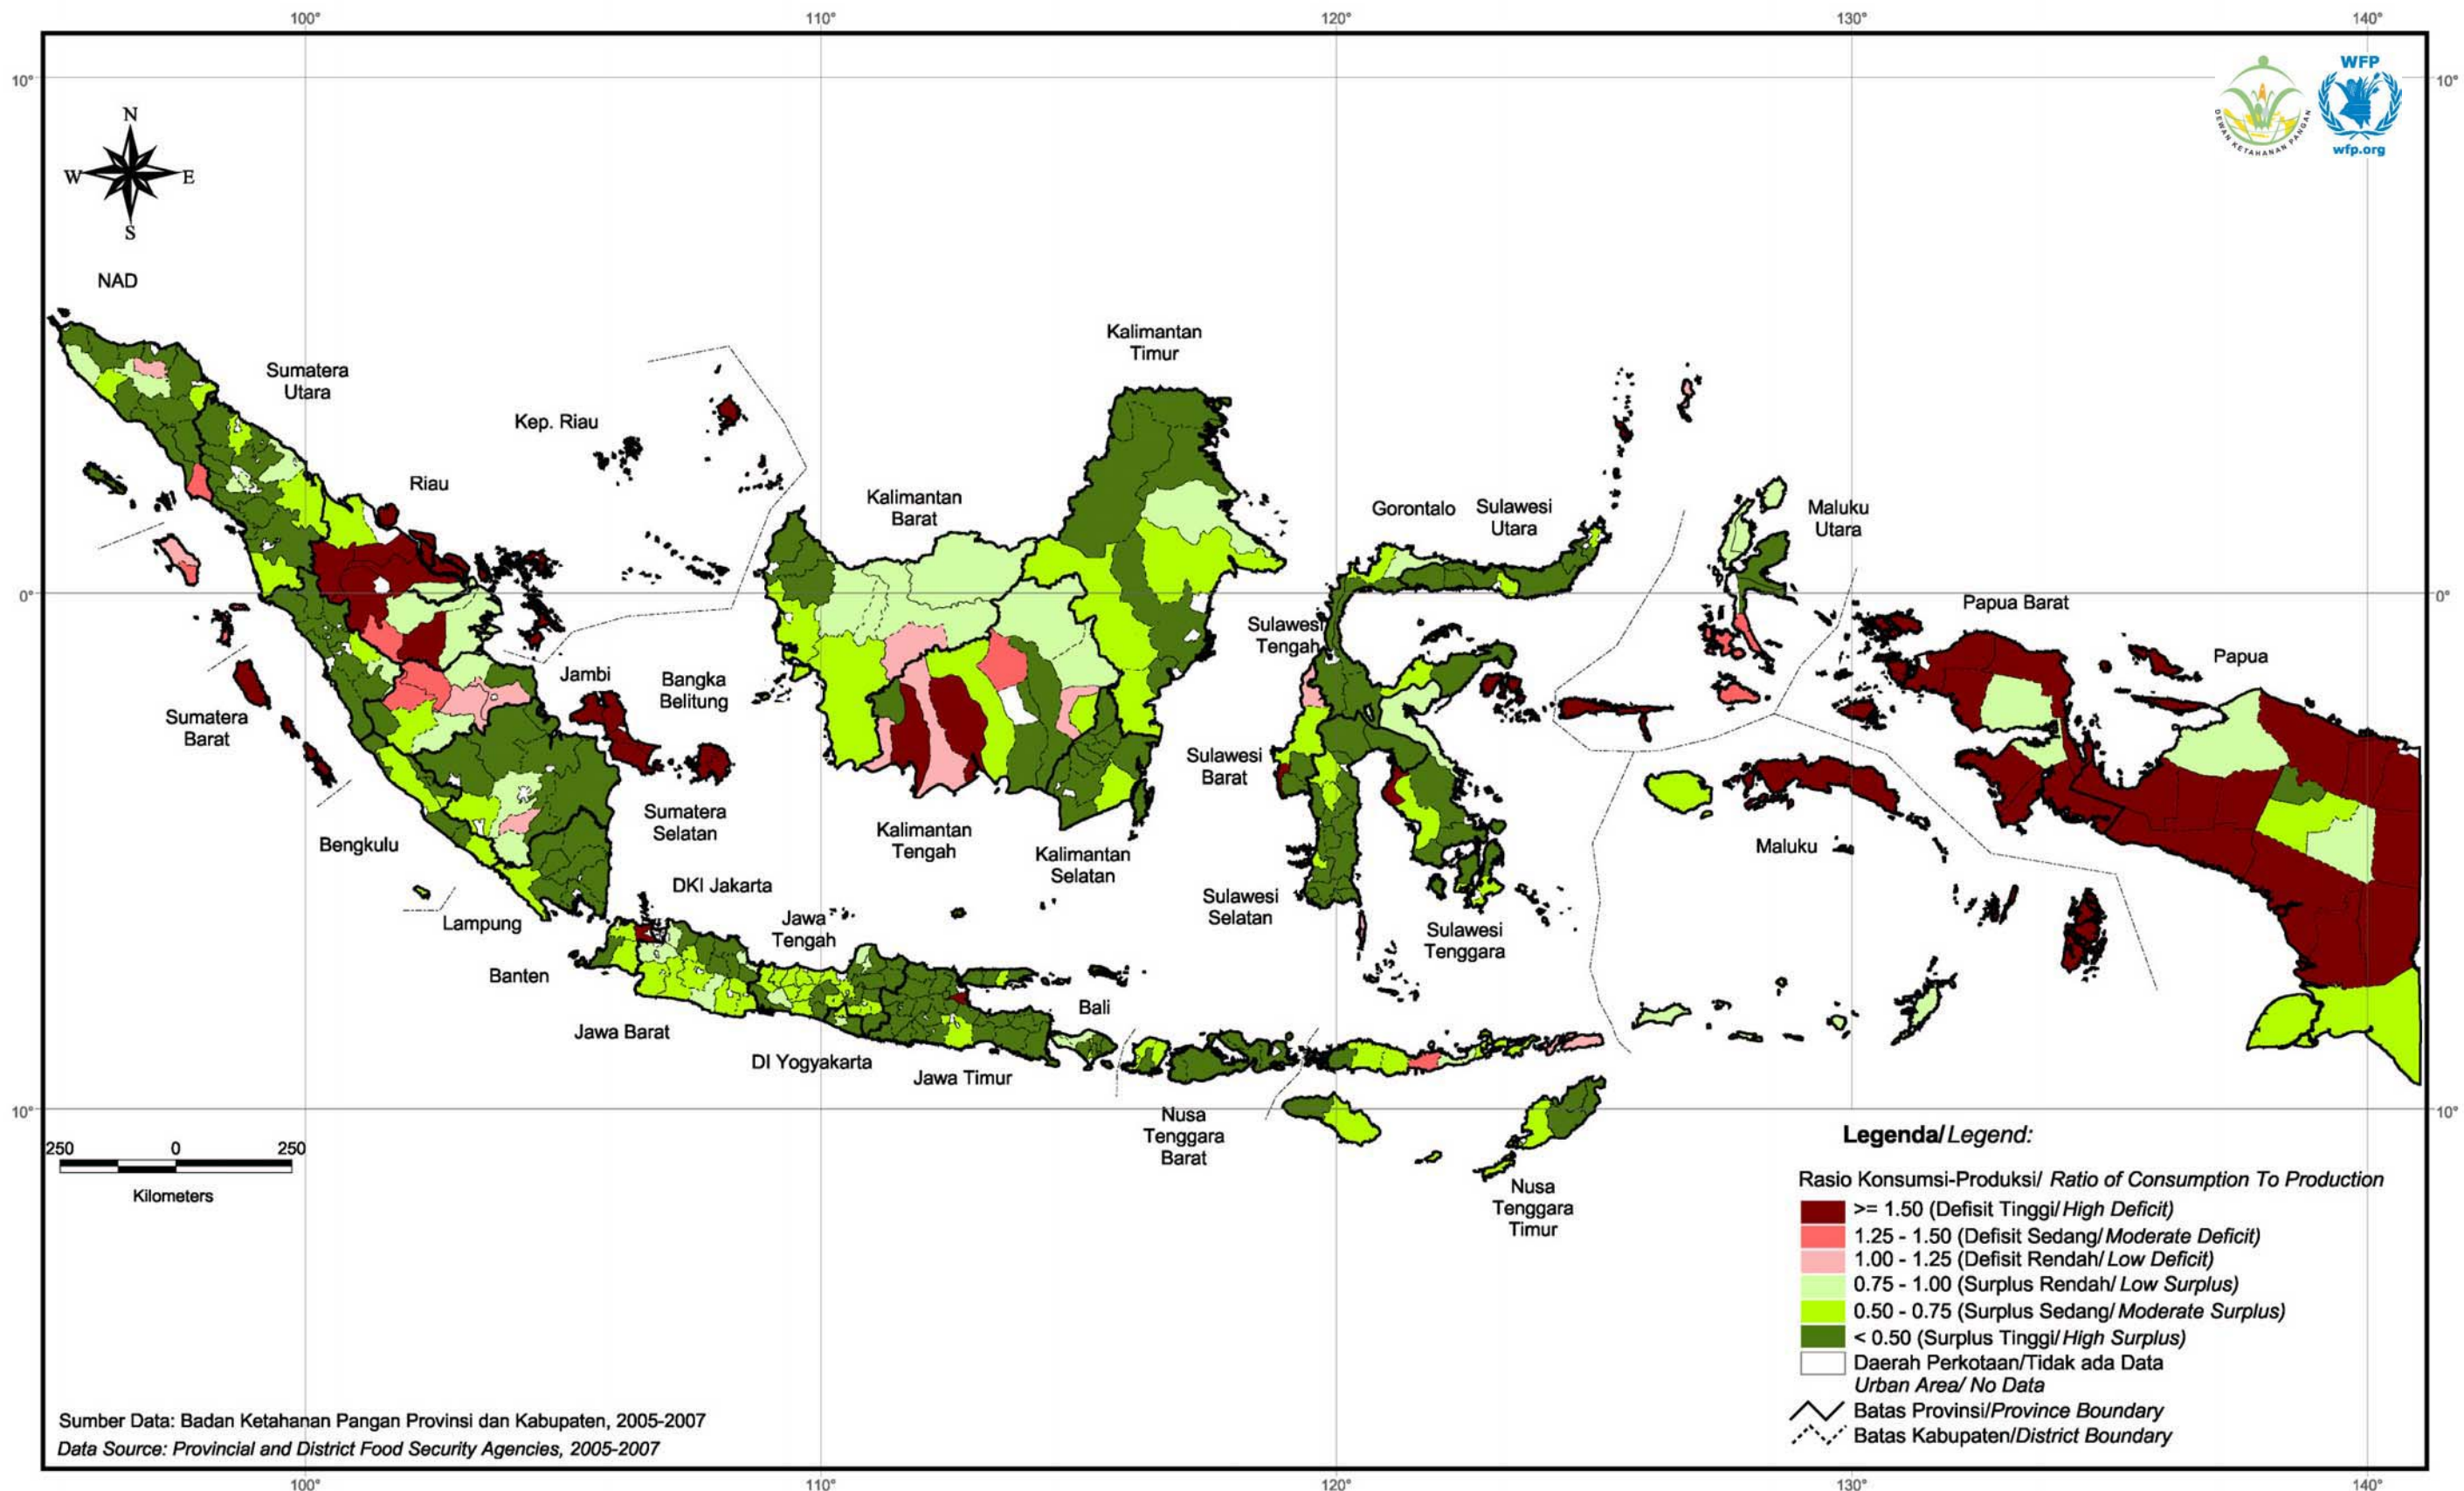 100°
110°
120°
130°
140°
10°
10°
WFP
wfp.org
DEWAN KETAHANAN PANGAN
N
W
E
S
NAD
Sumatera
Utara
Kep. Riau
Riau
Kalimantan
Timur
Kalimantan
Barat
Gorontalo
Sulawesi
Utara
Maluku
Utara
0°
0°
Papua Barat
Papua
Sulawesi
Tengah
Jambi
Bangka
Belitung
Sumatera
Barat
Sulawesi
Barat
Sumatera
Selatan
Bengkulu
Kalimantan
Tengah
Kalimantan
Selatan
Maluku
DKI Jakarta
Sulawesi
Selatan
Lampung
Jawa
Tengah
Sulawesi
Tenggara
Banten
Bali
Jawa Barat
DI Yogyakarta
Jawa Timur
10°
10°
Nusa
Tenggara
Barat
Nusa
Tenggara
Timur
250
0
250
Kilometers
Legenda/Legend:
Rasio Konsumsi-Produksi/ Ratio of Consumption To Production
>= 1.50 (Defisit Tinggi/High Deficit)
1.25 - 1.50 (Defisit Sedang/Moderate Deficit)
1.00 - 1.25 (Defisit Rendah/Low Deficit)
0.75 - 1.00 (Surplus Rendah/Low Surplus)
0.50 - 0.75 (Surplus Sedang/Moderate Surplus)
< 0.50 (Surplus Tinggi/High Surplus)
Daerah Perkotaan/Tidak ada Data
Urban Area/ No Data
Batas Provinsi/Province Boundary
Batas Kabupaten/District Boundary
Sumber Data: Badan Ketahanan Pangan Provinsi dan Kabupaten, 2005-2007
Data Source: Provincial and District Food Security Agencies, 2005-2007
100°
110°
120°
130°
140°